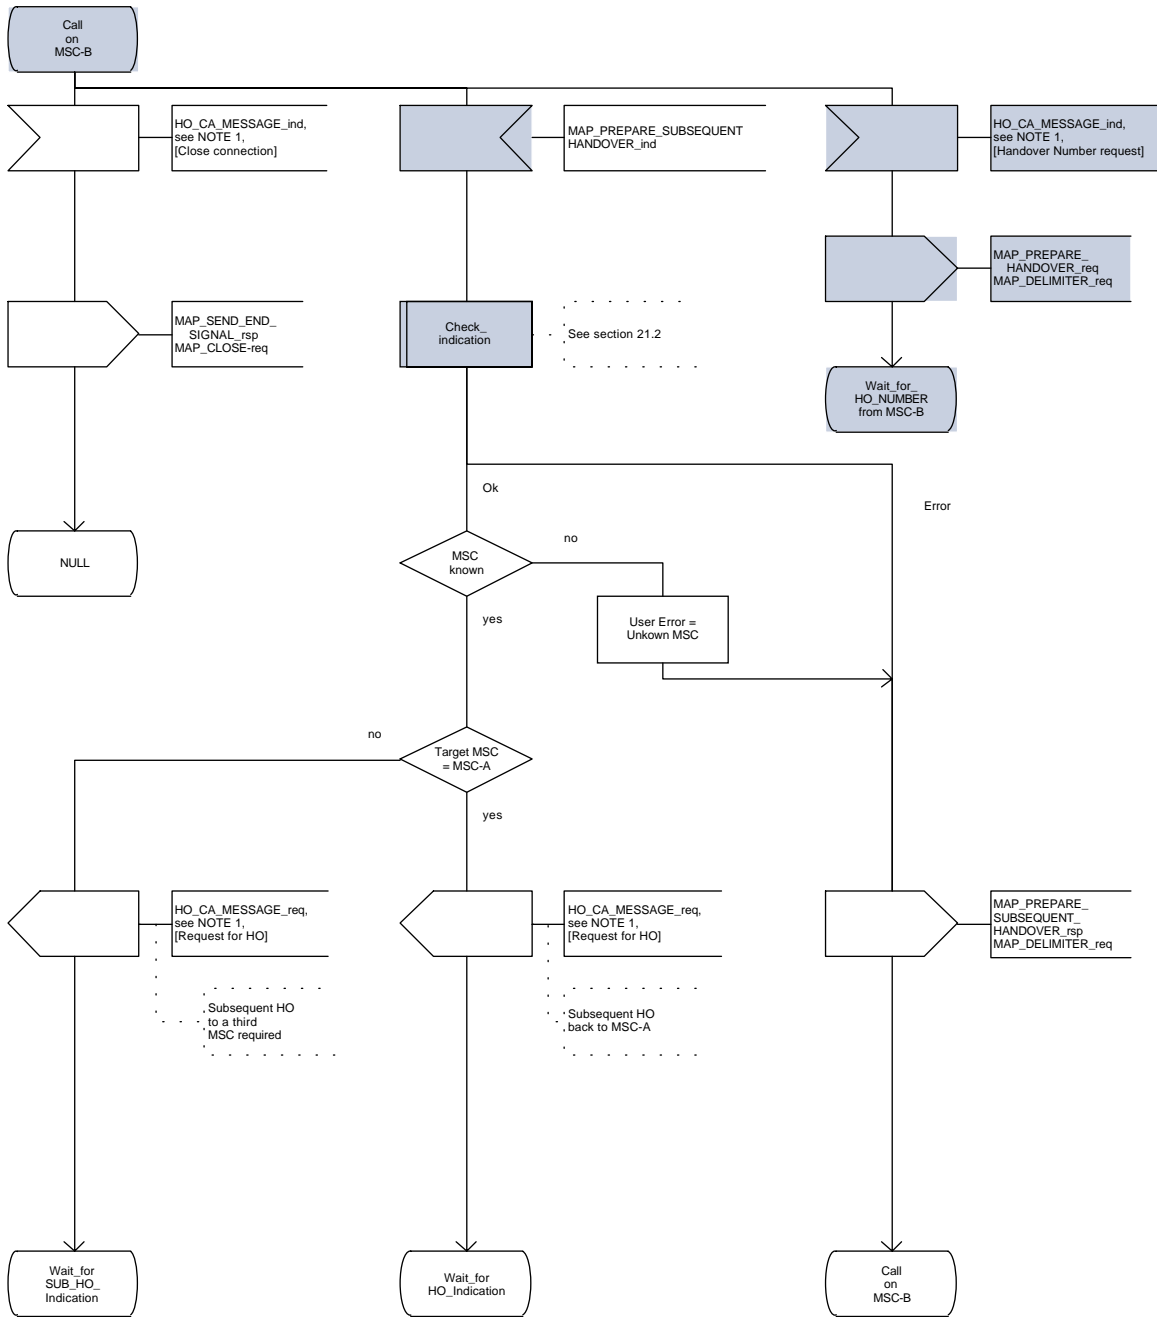 Call
on
MSC-B
HO_CA_MESSAGE_ind,
see NOTE 1,
[Close connection]
MAP_PREPARE_SUBSEQUENT
HANDOVER_ind
HO_CA_MESSAGE_ind,
see NOTE 1,
[Handover Number request]
MAP_PREPARE_
HANDOVER_req
MAP_DELIMITER_req
MAP_SEND_END_
SIGNAL_rsp
MAP_CLOSE-req
Check_
indication
See section 21.2
Wait_for_
HO_NUMBER
from MSC-B
Ok
Error
NULL
MSC
known
no
yes
User Error =
Unkown MSC
no
Target MSC
= MSC-A
yes
HO_CA_MESSAGE_req,
see NOTE 1,
[Request for HO]
HO_CA_MESSAGE_req,
see NOTE 1,
[Request for HO]
MAP_PREPARE_
SUBSEQUENT_
HANDOVER_rsp
MAP_DELIMITER_req
Subsequent HO
to a third
MSC required
Subsequent HO
back to MSC-A
Wait_for
SUB_HO_
Indication
Wait_for
HO_Indication
Call
on
MSC-B